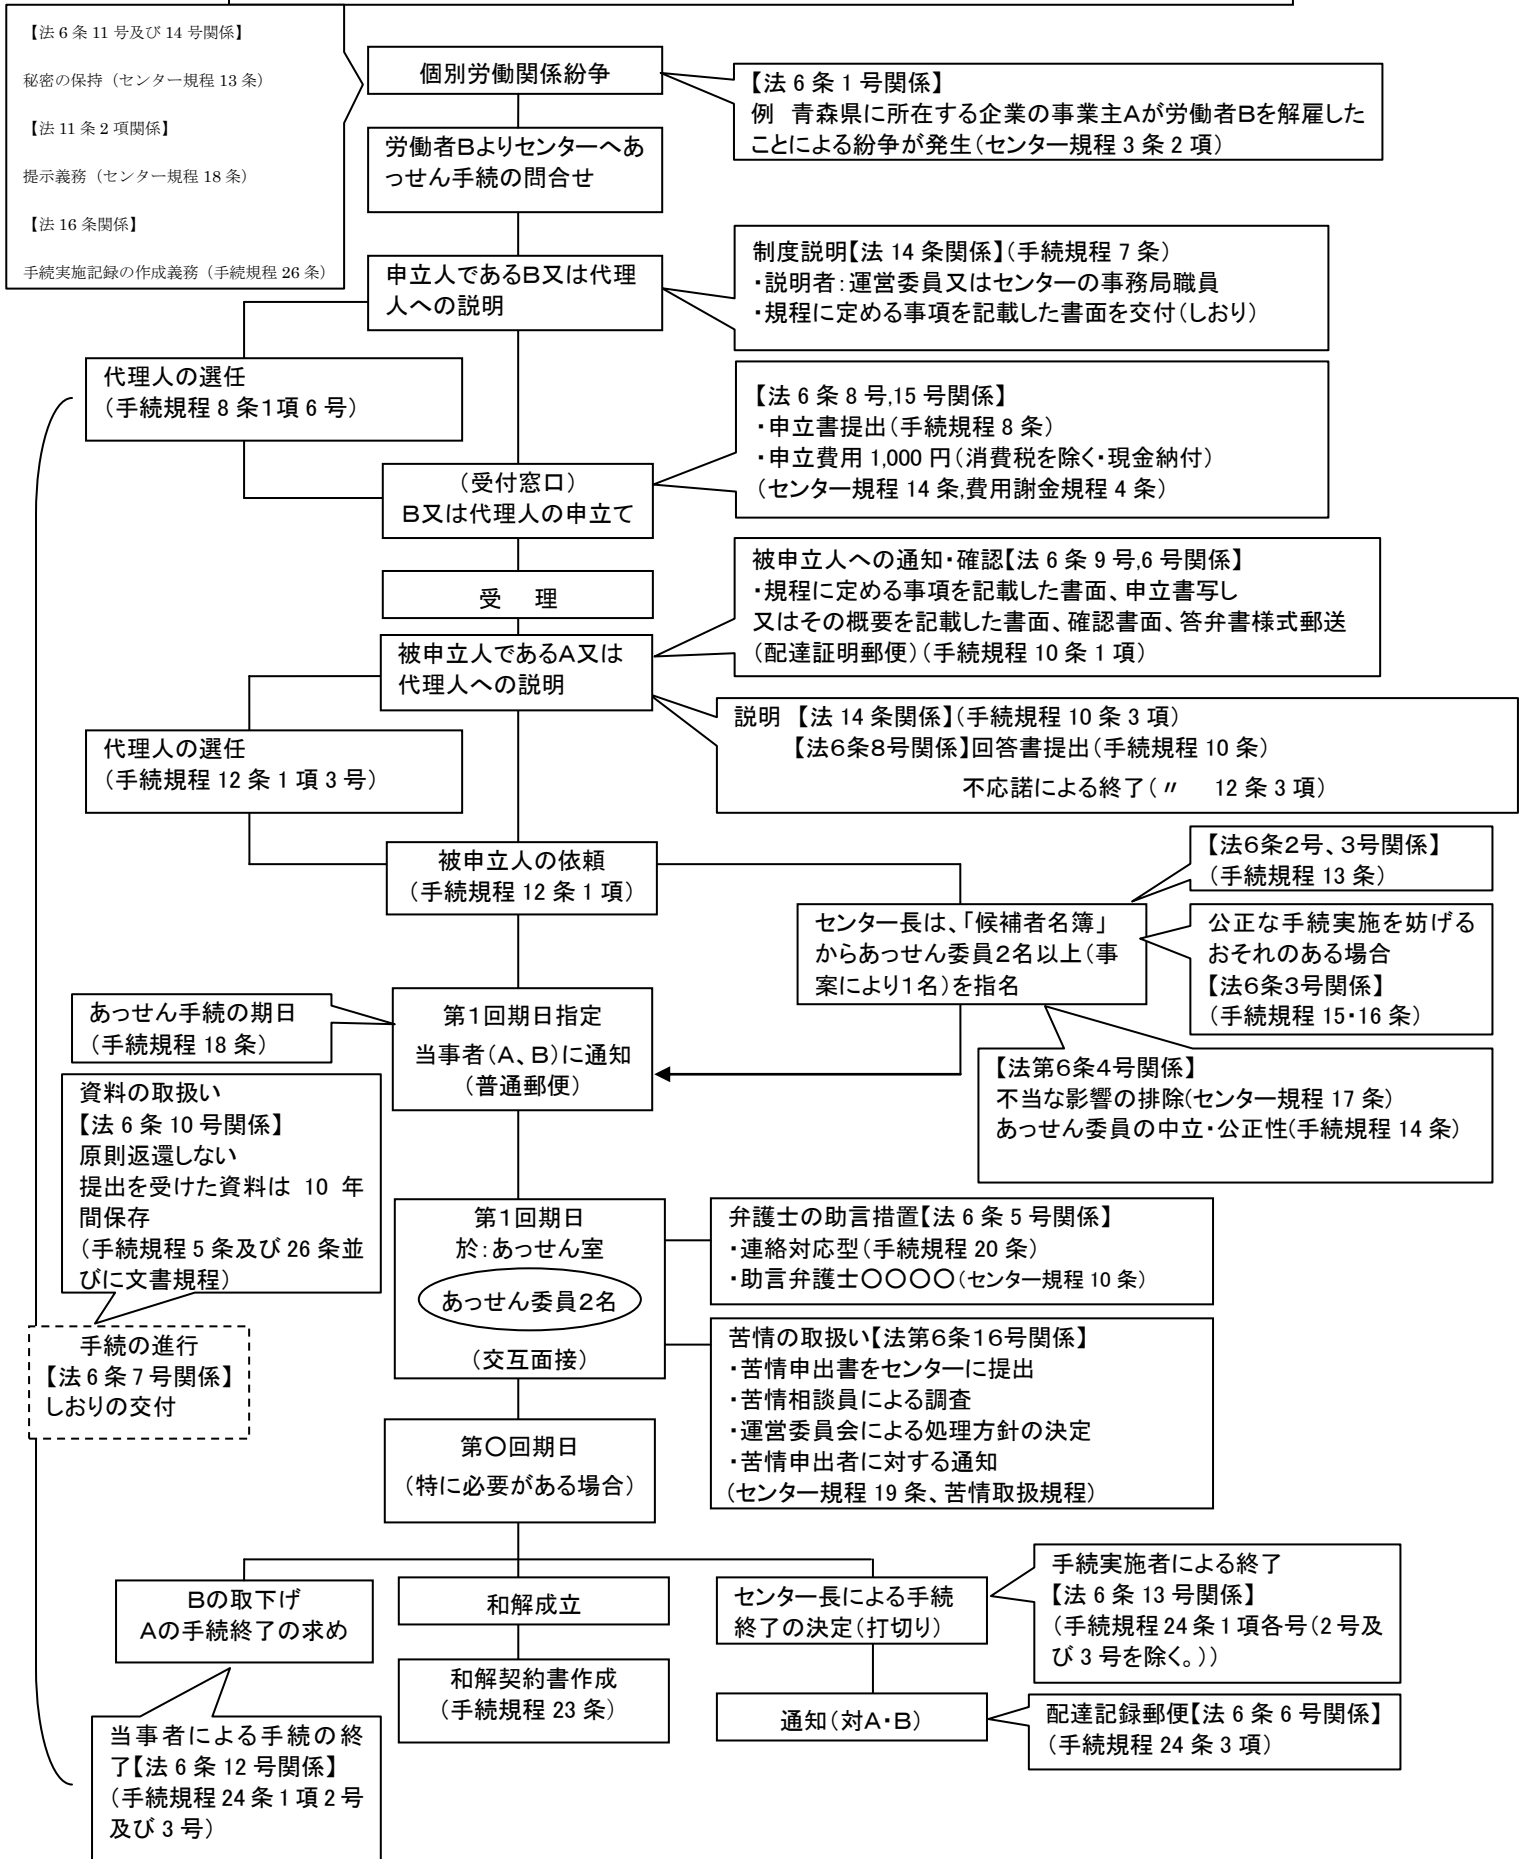 【法 6 条 11 号及び 14 号関係】
秘密の保持（センター規程 13 条）
【法 11 条 2 項関係】
提示義務（センター規程 18 条）
【法 16 条関係】
手続実施記録の作成義務（手続規程 26 条）
個別労働関係紛争
【法 6 条 1 号関係】
例　青森県に所在する企業の事業主Aが労働者Bを解雇した
ことによる紛争が発生（センター規程 3 条 2 項）
労働者Bよりセンターへあ
っせん手続の問合せ
申立人であるB又は代理
人への説明
制度説明【法 14 条関係】（手続規程 7 条）
・説明者：運営委員又はセンターの事務局職員
・規程に定める事項を記載した書面を交付（しおり）
代理人の選任
（手続規程 8 条1項 6 号）
【法 6 条 8 号,15 号関係】
・申立書提出（手続規程 8 条）
・申立費用 1,000 円（消費税を除く・現金納付）
（センター規程 14 条,費用謝金規程 4 条）
（受付窓口）
B又は代理人の申立て
受　理
被申立人への通知・確認【法 6 条 9 号,6 号関係】
・規程に定める事項を記載した書面、申立書写し
又はその概要を記載した書面、確認書面、答弁書様式郵送
（配達証明郵便）（手続規程 10 条 1 項）
被申立人であるA又は
代理人への説明
説明 【法 14 条関係】（手続規程 10 条 3 項）
【法6条8号関係】回答書提出（手続規程 10 条）
不応諾による終了（〃　12 条 3 項）
代理人の選任
（手続規程 12 条 1 項 3 号）
被申立人の依頼
（手続規程 12 条 1 項）
【法6条2号、3号関係】
（手続規程 13 条）
センター長は、「候補者名簿」
からあっせん委員2名以上（事
案により1名）を指名
公正な手続実施を妨げる
おそれのある場合
【法6条3号関係】
（手続規程 15・16 条）
あっせん手続の期日
（手続規程 18 条）
第1回期日指定
当事者（A、B）に通知
（普通郵便）
【法第6条4号関係】
不当な影響の排除(センター規程 17 条)
あっせん委員の中立・公正性(手続規程 14 条)
資料の取扱い
【法 6 条 10 号関係】
原則返還しない
提出を受けた資料は 10 年
間保存
（手続規程 5 条及び 26 条並
びに文書規程）
第1回期日
於：あっせん室
あっせん委員2名
（交互面接）
弁護士の助言措置【法 6 条 5 号関係】
・連絡対応型（手続規程 20 条）
・助言弁護士〇〇〇〇（センター規程 10 条）
手続の進行
【法 6 条 7 号関係】
しおりの交付
苦情の取扱い【法第6条16号関係】
・苦情申出書をセンターに提出
・苦情相談員による調査
・運営委員会による処理方針の決定
・苦情申出者に対する通知
（センター規程 19 条、苦情取扱規程）
第〇回期日
（特に必要がある場合）
Bの取下げ
Aの手続終了の求め
和解成立
センター長による手続
終了の決定（打切り）
手続実施者による終了
【法 6 条 13 号関係】
（手続規程 24 条 1 項各号（2 号及
び 3 号を除く。））
和解契約書作成
（手続規程 23 条）
通知（対A・B）
配達記録郵便【法 6 条 6 号関係】
（手続規程 24 条 3 項）
当事者による手続の終
了【法 6 条 12 号関係】
（手続規程 24 条 1 項 2 号
及び 3 号）